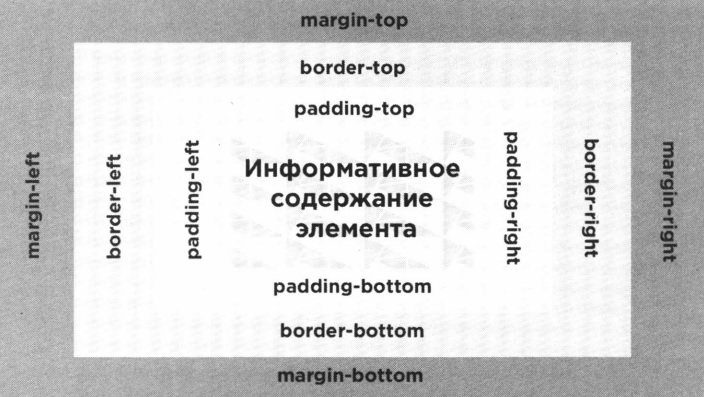 margin-top
border-top
padding-top
margin-left
border-left
padding-left
Информативное
содержание
элемента
padding-right
border-right
margin-right
padding-bottom
border-bottom
margin-bottom